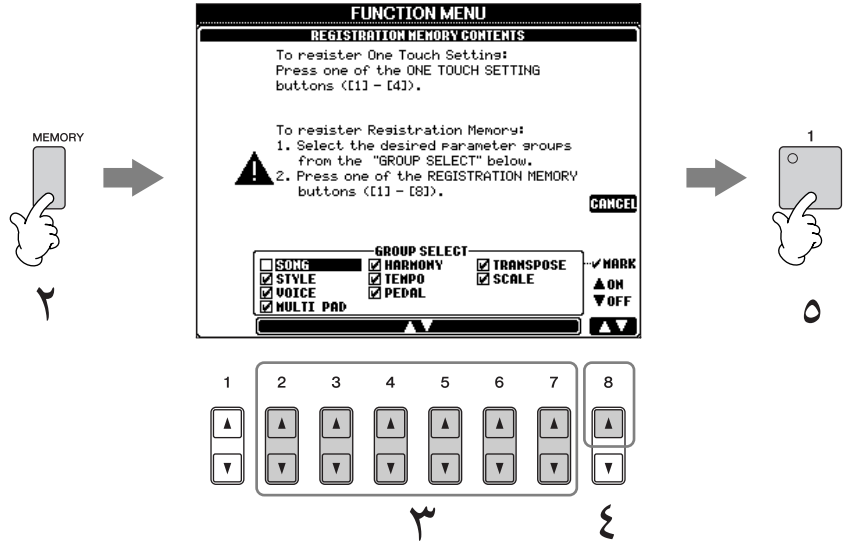 FUNCTION MENU
REGISTRATION MEMORY CONTENTS
To register One Touch Setting:
Press one of the ONE TOUCH SETTING
buttons ([1] - [4]).
To register Registration Memory:
1. Select the desired parameter groups
from the "GROUP SELECT" below.
2. Press one of the REGISTRATION MEMORY
buttons ([1] - [8]).
CANCEL
MEMORY
1
GROUP SELECT
SONG HARMONY TRANSPOSE
STYLE TEMPO SCALE
VOICE PEDAL
MULTI PAD
MARK
▲ON
▼OFF
٢
٥
1 2 3 4 5 6 7 8
٣ ٤